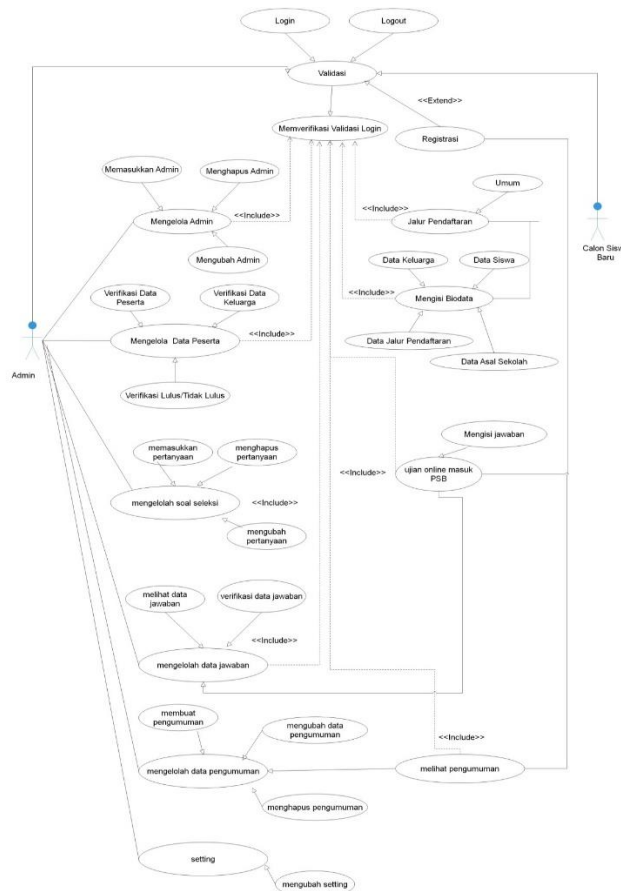 Login
Logout
Validasi
<<Extend>>
Memverifikasi Validasi Login
Registrasi
Memasukkan Admin
Menghapus Admin
Umum
<<Include>>
<<Include>>
Mengelola Admin
Jalur Pendaftaran
Mengubah Admin
Calon Sisw
Baru
Data Keluarga
Data Siswa
Verifikasi Data
Peserta
Verifikasi Data
Keluarga
<<Include>>
<<Include>>
Mengisi Biodata
Mengelola Data Peserta
Admin
Data Jalur Pendaftaran
Data Asal Sekolah
Verifikasi Lulus/Tidak Lulus
Mengisi jawaban
memasukkan
pertanyaan
menghapus
pertanyaan
<<Include>>
ujian online masuk
PSB
mengelolah soal seleksi
<<Include>>
mengubah
pertanyaan
melihat data
jawaban
verifikasi data jawaban
<<Include>>
mengelolah data jawaban
membuat
pengumuman
mengubah data
pengumuman
<<Include>>
mengelolah data pengumuman
melihat pengumuman
menghapus pengumuman
setting
mengubah setting